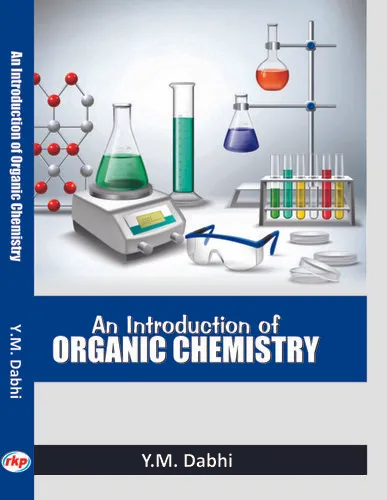 An Introduction of Organic Chemistry
Y.M. Dabhi
rkp
An Introduction of
ORGANIC CHEMISTRY
Y.M. Dabhi